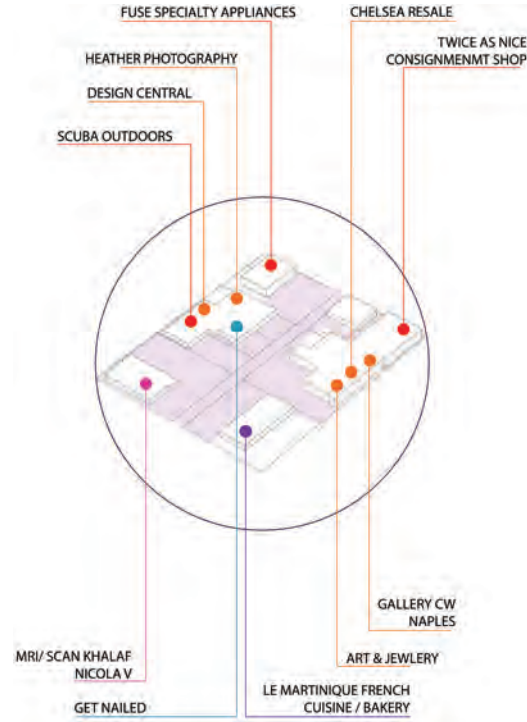 FUSE SPECIALTY APPLIANCES
CHELSEA RESALE
TWICE AS NICE
CONSIGNMENMT SHOP
HEATHER PHOTOGRAPHY
DESIGN CENTRAL
SCUBA OUTDOORS
GALLERY CW
NAPLES
MRI/ SCAN KHALAF
NICOLA V
ART & JEWLERY
LE MARTINIQUE FRENCH
CUISINE / BAKERY
GET NAILED